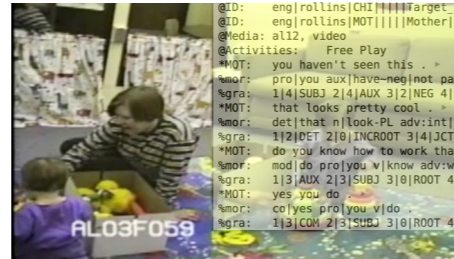 @ID:    eng|rollins|CHI|||||Target_
@ID:    eng|rollins|MOT|||||Mother|
@Media: al12, video
@Activities:    Free Play
*MOT:   you haven't seen this .
%mor:   pro|you aux|have~neg|not pa
%gra:   1|4|SUBJ 2|4|AUX 3|2|NEG 4|
*MOT:   that looks pretty cool .
%mor:   det|that n|look-PL adv:int|
%gra:   1|2|DET 2|0|INCROOT 3|4|JCT
*MOT:   do you know how to work tha
%mor:   mod|do pro|you v|know adv:w
%gra:   1|3|AUX 2|3|SUBJ 3|0|ROOT 4
*MOT:   yes you do .
%mor:   co|yes pro|you v|do .
%gra:   1|3|COM 2|3|SUBJ 3|0|ROOT 4
AL03F059